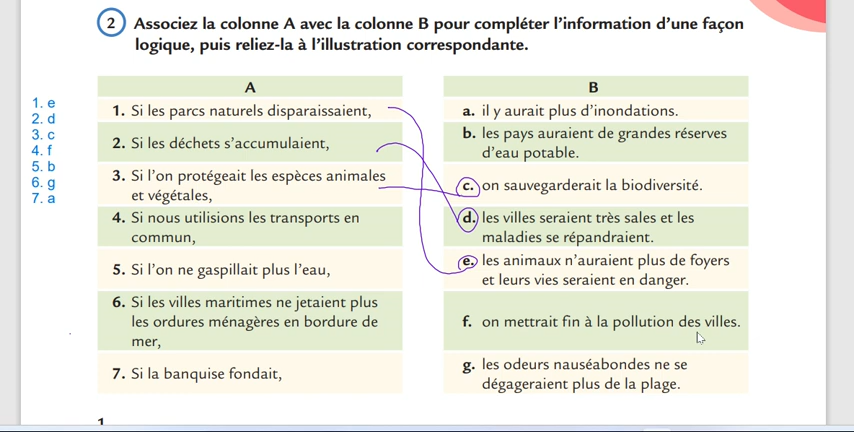 2 Associez la colonne A avec la colonne B pour compléter l'information d'une façon
logique, puis reliez-la à l'illustration correspondante.
1. e
2. d
3. c
4. f
5. b
6. g
7. a
A
1. Si les parcs naturels disparaissaient,
2. Si les déchets s'accumulaient,
3. Si l'on protégeait les espèces animales
et végétales,
4. Si nous utilisions les transports en
commun,
5. Si l'on ne gaspillait plus l'eau,
6. Si les villes maritimes ne jetaient plus
les ordures ménagères en bordure de
mer,
7. Si la banquise fondait,
B
a. il y aurait plus d'inondations.
b. les pays auraient de grandes réserves
d'eau potable.
c. on sauvegarderait la biodiversité.
d. les villes seraient très sales et les
maladies se répandraient.
e. les animaux n'auraient plus de foyers
et leurs vies seraient en danger.
f. on mettrait fin à la pollution des villes.
g. les odeurs nauséabondes ne se
dégageraient plus de la plage.